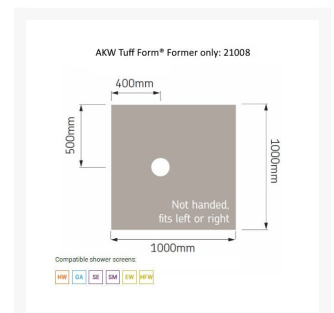 AKW Tuff Form® Former only: 21008
400mm
500mm
1000mm
Not handed,
fits left or right
1000mm
Compatible shower screens:
HW GA SE SM EW HFW